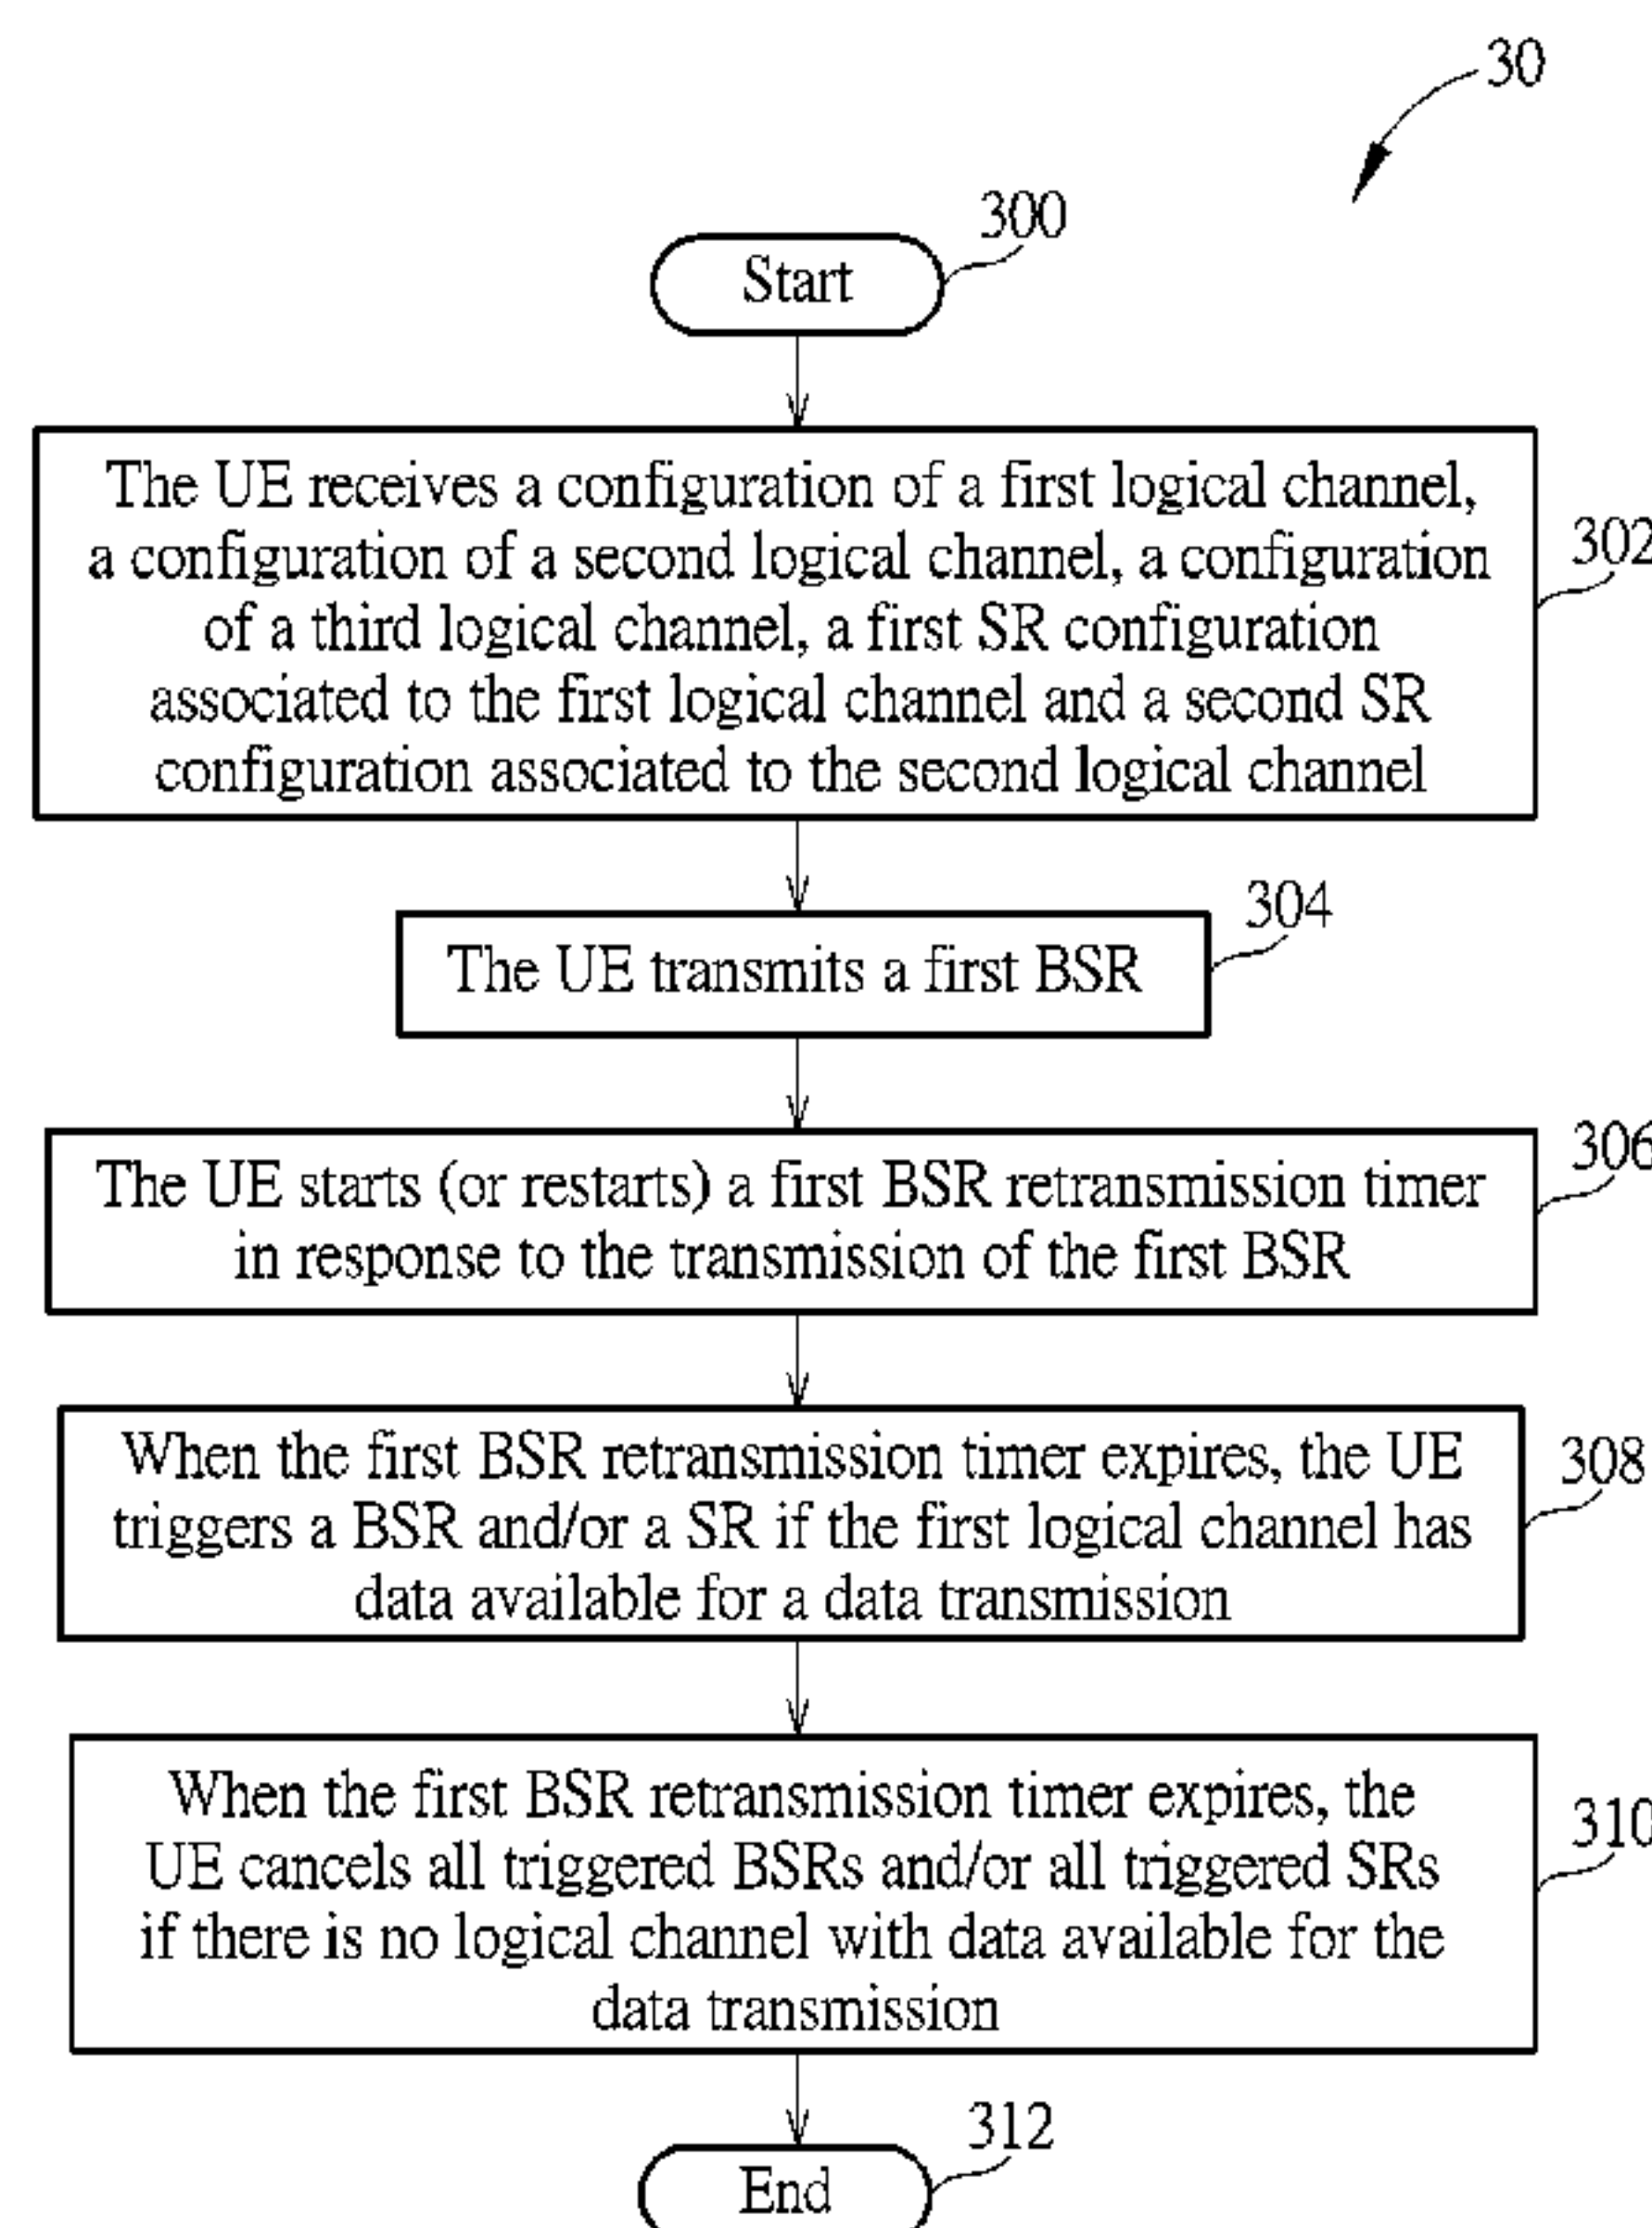 30
300
Start
The UE receives a configuration of a first logical channel,
a configuration of a second logical channel, a configuration
of a third logical channel, a first SR configuration
associated to the first logical channel and a second SR
configuration associated to the second logical channel
302
304
The UE transmits a first BSR
306
The UE starts (or restarts) a first BSR retransmission timer
in response to the transmission of the first BSR
When the first BSR retransmission timer expires, the UE
triggers a BSR and/or a SR if the first logical channel has
data available for a data transmission
308
When the first BSR retransmission timer expires, the
UE cancels all triggered BSRs and/or all triggered SRs
if there is no logical channel with data available for the
data transmission
310
312
End